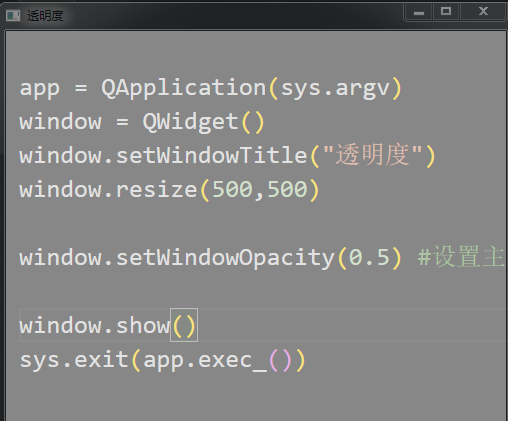 透明度
app = QApplication(sys.argv)
window = QWidget()
window.setWindowTitle("透明度")
window.resize(500,500)
window.setWindowOpacity(0.5) #设置主
window.show()
sys.exit(app.exec_())